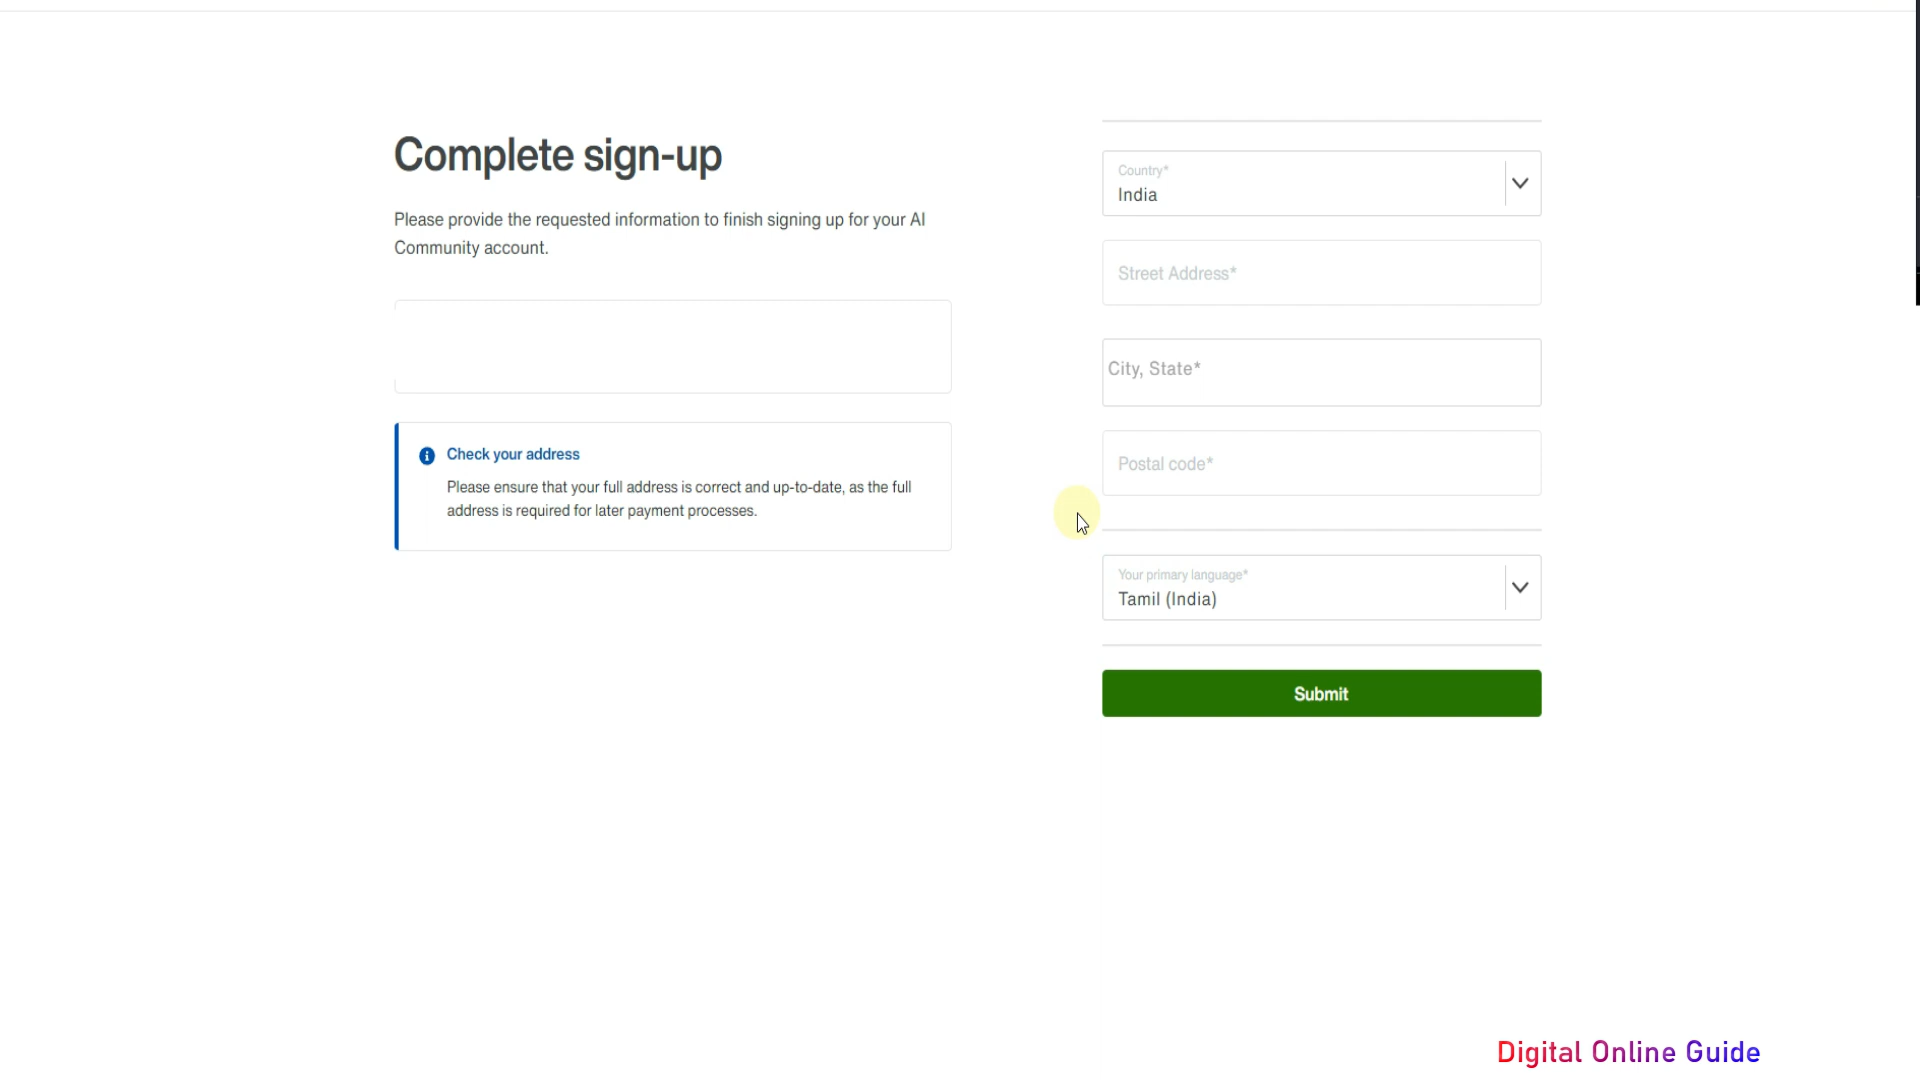 Complete sign-up
Please provide the requested information to finish signing up for your AI
Community account.
Check your address
Please ensure that your full address is correct and up-to-date, as the full
address is required for later payment processes.
Country*
India
Street Address*
City, State*
Postal code*
Your primary language*
Tamil (India)
Submit
Digital Online Guide